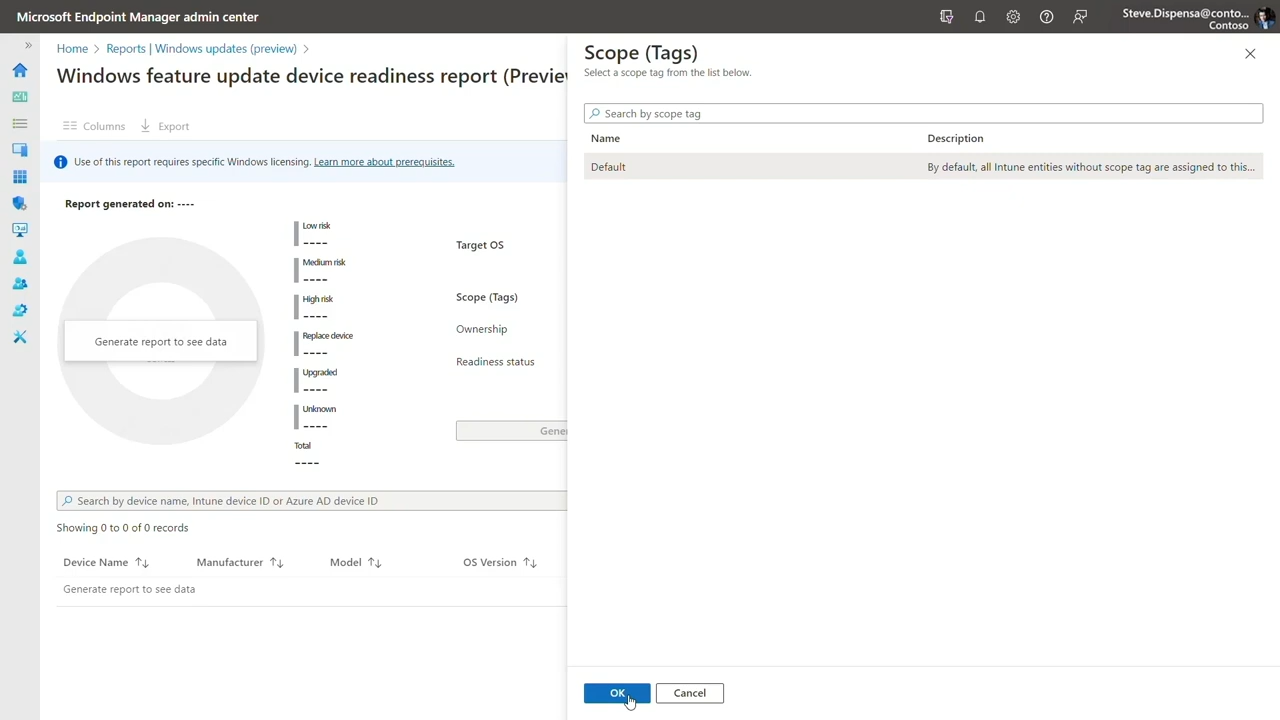 Microsoft Endpoint Manager admin center
Steve.Dispensa@conto...
Contoso
Home > Reports | Windows updates (preview) >
Windows feature update device readiness report (Previe
Columns
Export
Use of this report requires specific Windows licensing. Learn more about prerequisites.
Report generated on: ----
Generate report to see data
Low risk
----
Medium risk
----
High risk
----
Replace device
----
Upgraded
----
Unknown
----
Total
----
Target OS
Scope (Tags)
Ownership
Readiness status
Gener
Search by device name, Intune device ID or Azure AD device ID
Showing 0 to 0 of 0 records
Device Name Manufacturer Model OS Version
Generate report to see data
Scope (Tags)
Select a scope tag from the list below.
Search by scope tag
Name Description
Default By default, all Intune entities without scope tag are assigned to this...
OK
Cancel